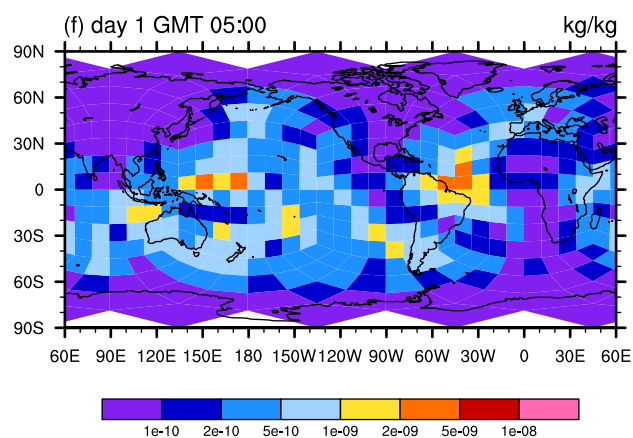 (f) day 1 GMT 05:00 kg/kg
90N
60N
30N
0
30S
60S
90S
60E 90E 120E 150E 180 150W 120W 90W 60W 30W 0 30E 60E
1e-10 2e-10 5e-10 1e-09 2e-09 5e-09 1e-08